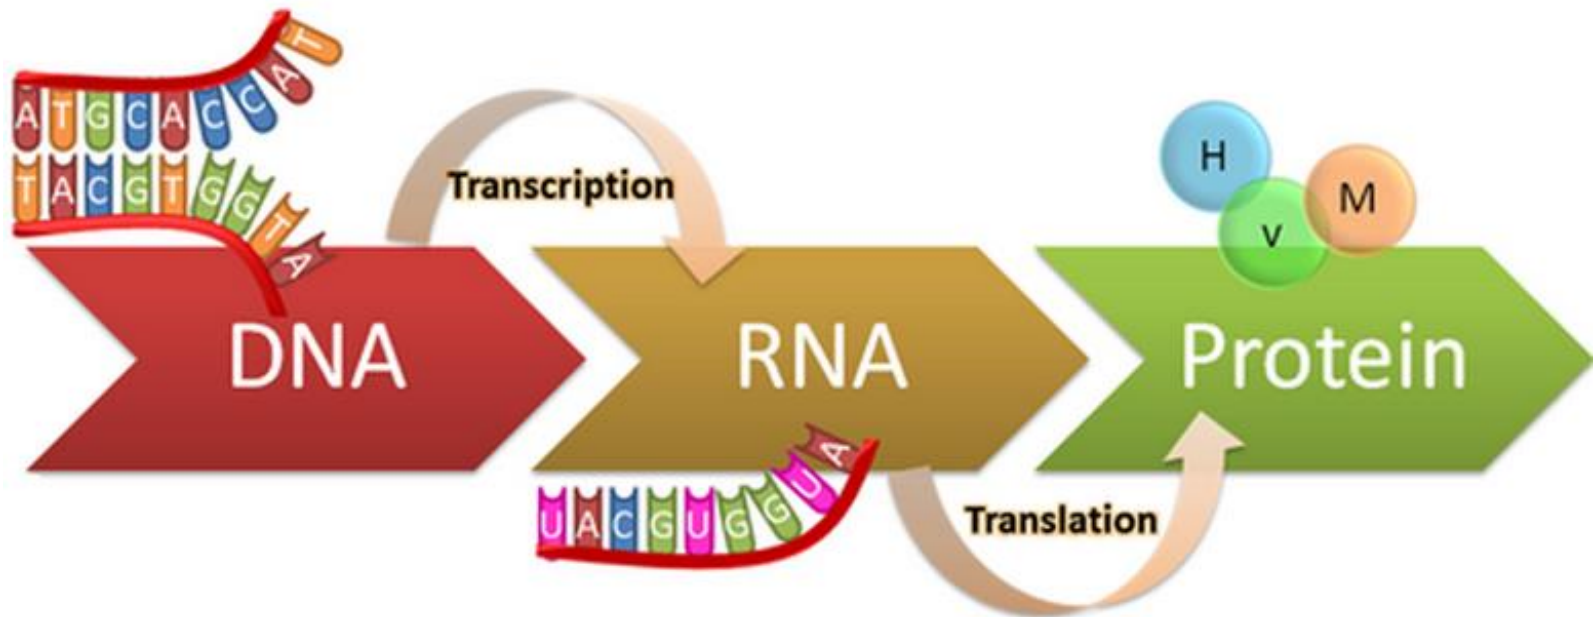 ATGCACCAT
TACGTGGTA
Transcription
H
v
M
DNA
RNA
Protein
UACGUGGUA
Translation